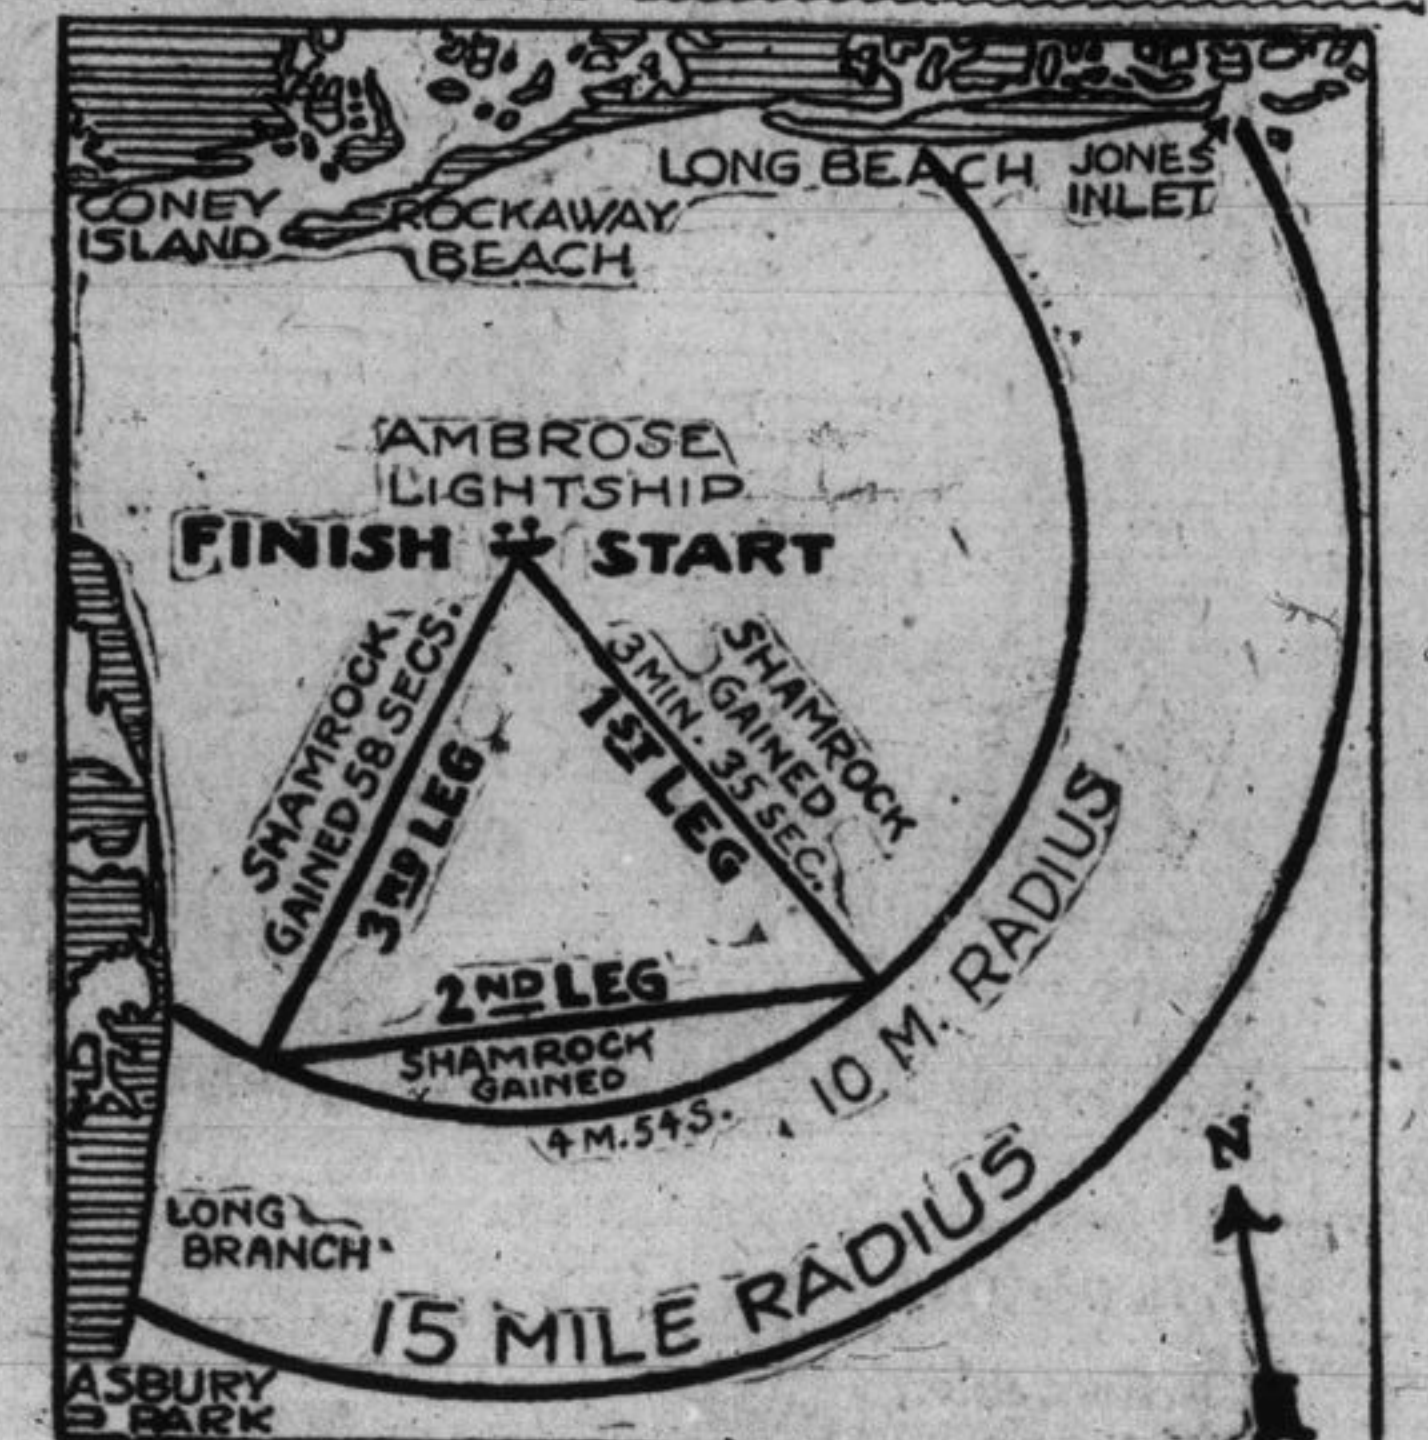 LONG BEACH
JONES
INLET
CONEY
ISLAND
ROCKAWAY
BEACH
AMBROSE
LIGHTSHIP
FINISH
START
SHAMROCK
GAINED 58 SECS.
3RD LEG
SHAMROCK
GAINED
3 MIN. 35 SEC.
1ST LEG
2ND LEG
SHAMROCK
GAINED
4 M. 54 S.
10 M. RADIUS
15 MILE RADIUS
LONG
BRANCH
N
ASBURY
PARK